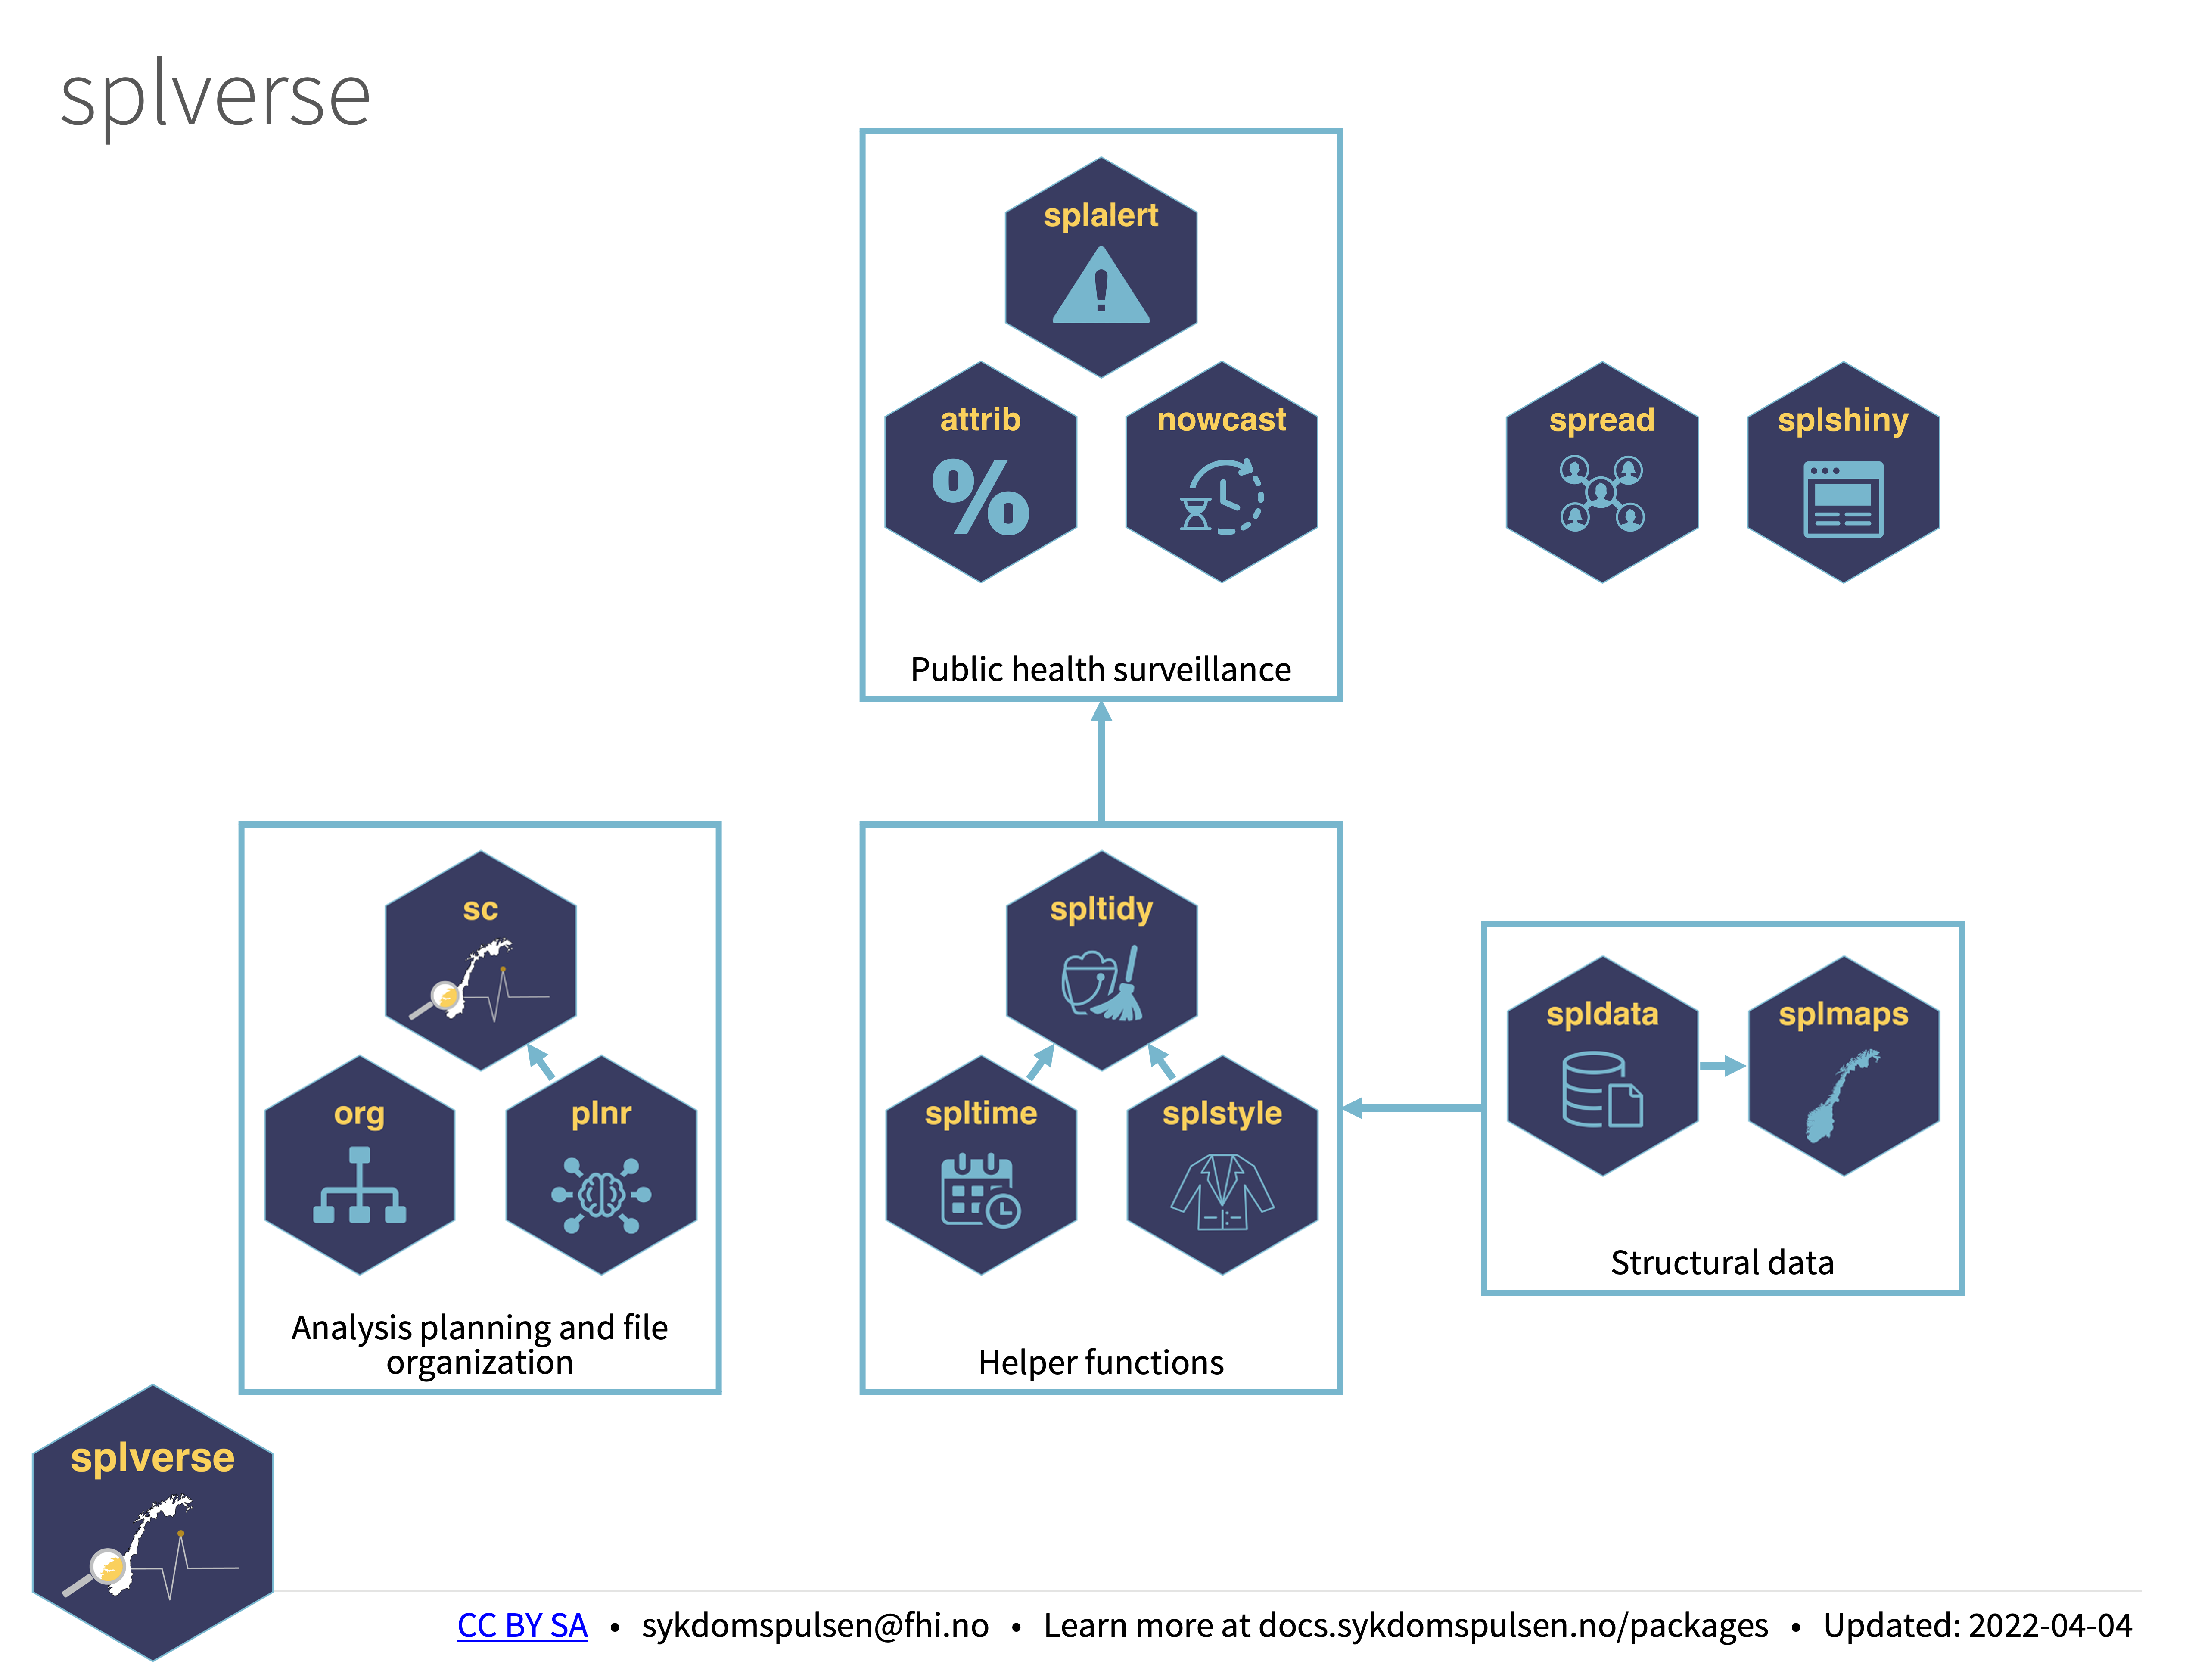 splverse
splalert
attrib
nowcast
Public health surveillance
spread
splshiny
sc
org
plnr
Analysis planning and file
organization
spltidy
spltime
splstyle
Helper functions
spldata
splmaps
Structural data
splverse
CC BY SA • sykdomspulsen@fhi.no • Learn more at docs.sykdomspulsen.no/packages • Updated: 2022-04-04